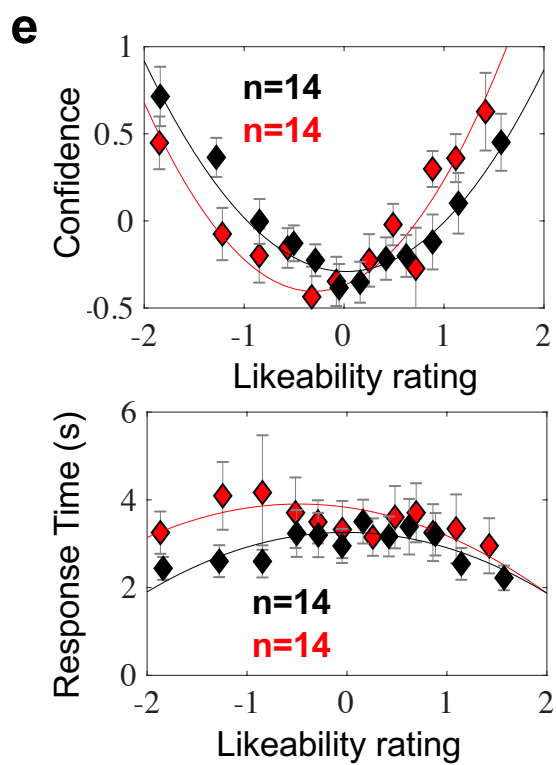 e
1
n=14
n=14
0.5
Confidence
0
-0.5
-2
-1
0
1
2
Likeability rating
6
4
Response Time (s)
2
n=14
n=14
0
-2
-1
0
1
2
Likeability rating